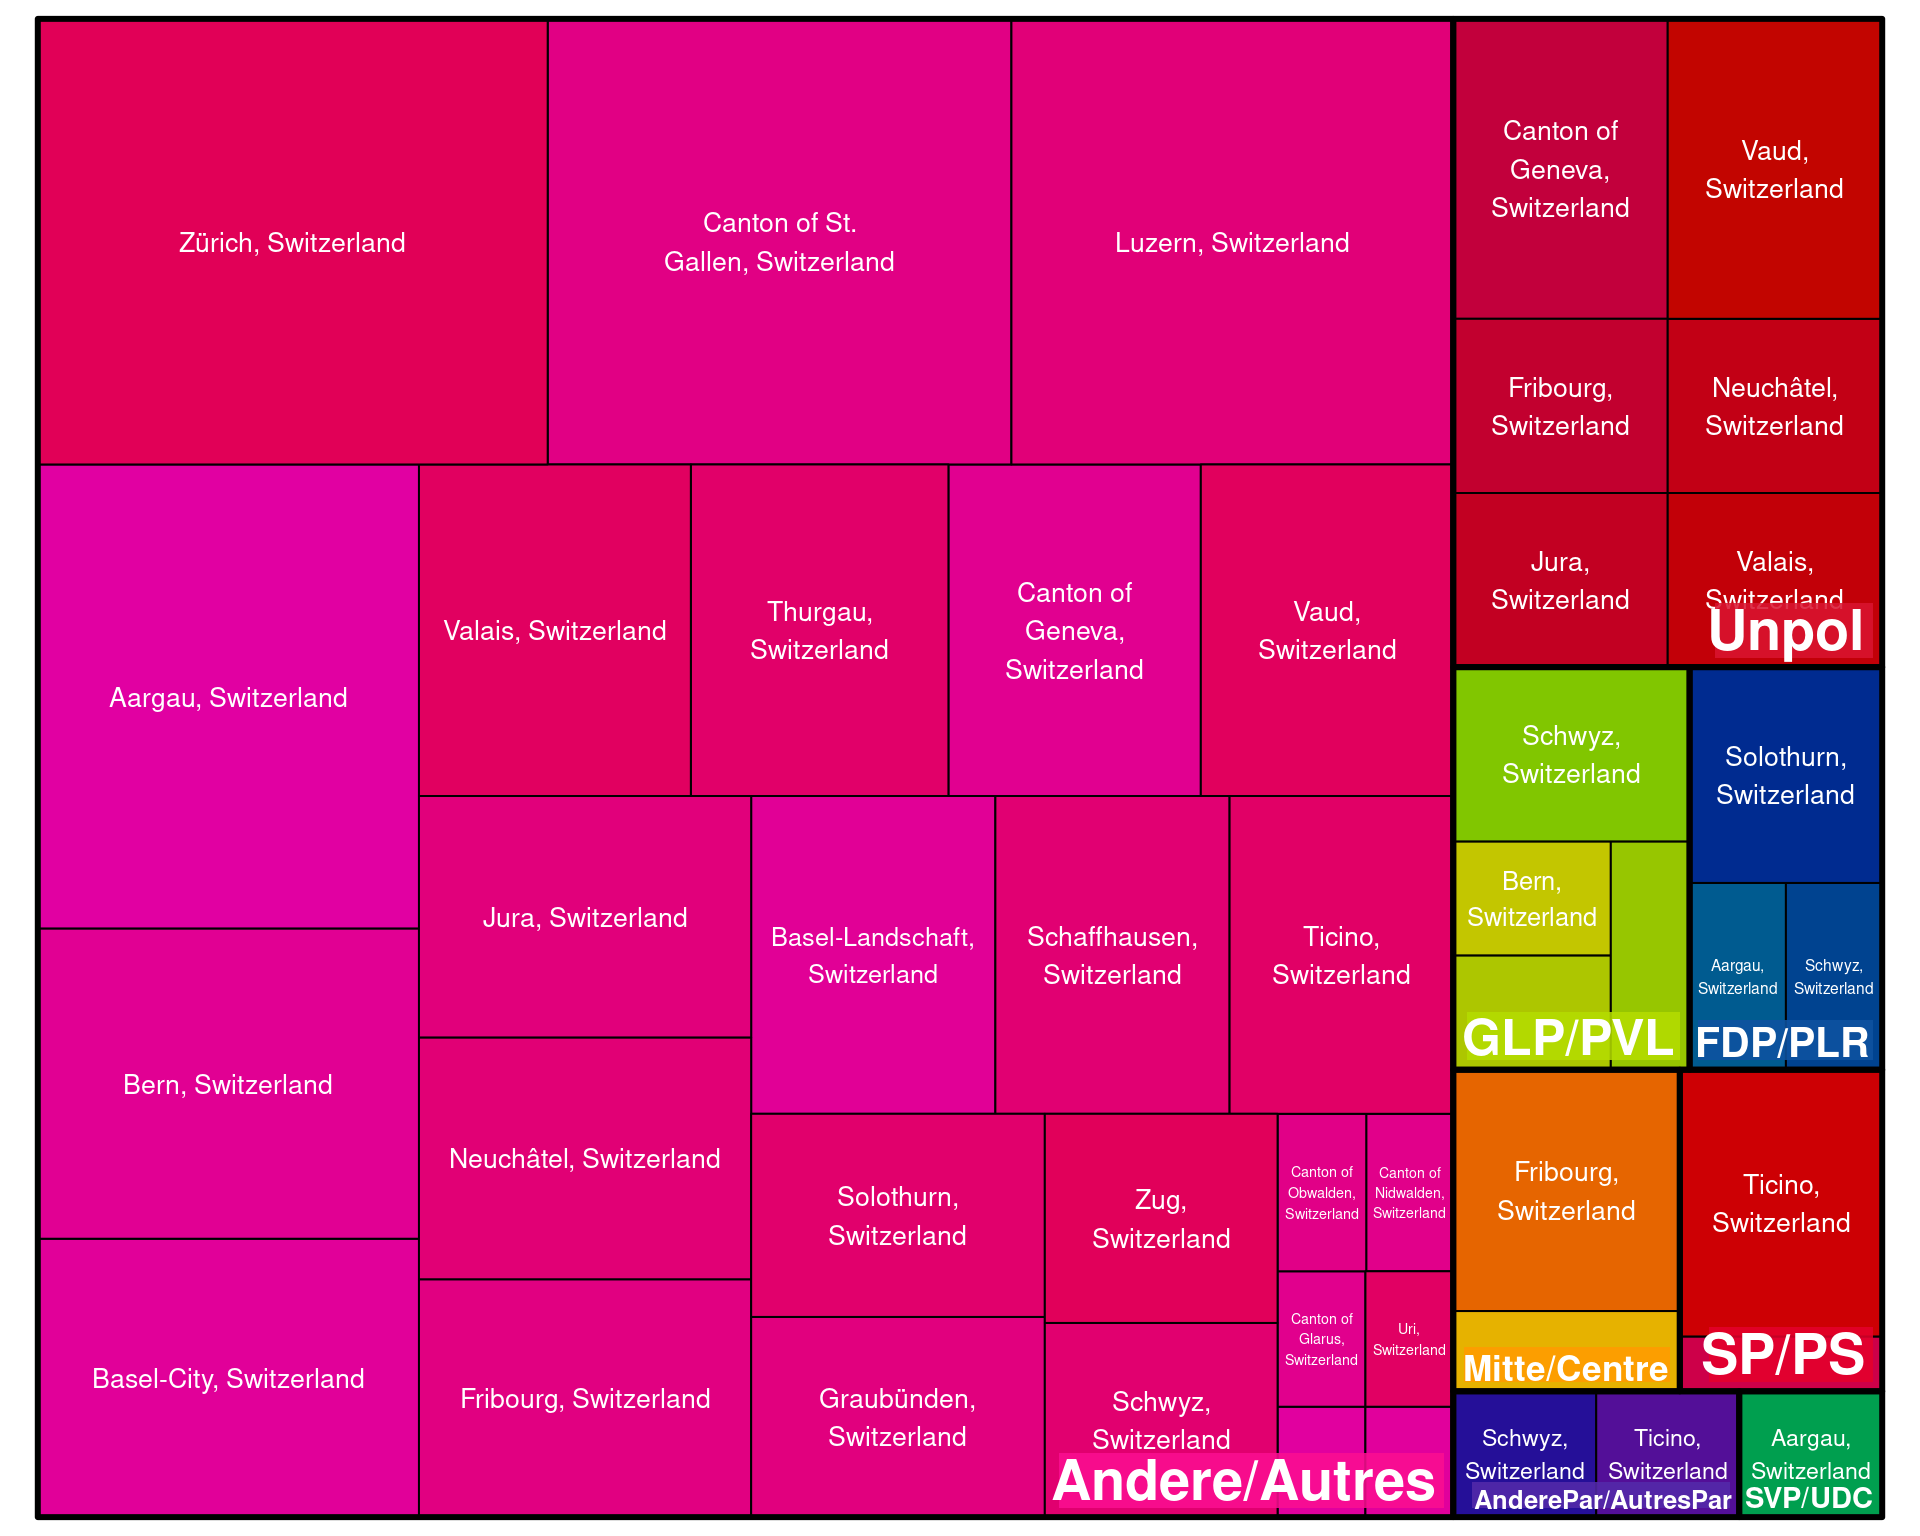 Zürich, Switzerland
Canton of St.
Gallen, Switzerland
Luzern, Switzerland
Aargau, Switzerland
Bern, Switzerland
Basel-City, Switzerland
Valais, Switzerland
Thurgau,
Switzerland
Canton of
Geneva,
Switzerland
Vaud,
Switzerland
Jura, Switzerland
Neuchâtel, Switzerland
Fribourg, Switzerland
Basel-Landschaft,
Switzerland
Schaffhausen,
Switzerland
Ticino,
Switzerland
Solothurn,
Switzerland
Graubünden,
Switzerland
Zug,
Switzerland
Schwyz,
Switzerland
Canton of
Obwalden,
Switzerland
Canton of
Nidwalden,
Switzerland
Canton of
Glarus,
Switzerland
Uri,
Switzerland
Andere/Autres
Canton of
Geneva,
Switzerland
Vaud,
Switzerland
Fribourg,
Switzerland
Neuchâtel,
Switzerland
Jura,
Switzerland
Valais,
Switzerland
Unpol
Schwyz,
Switzerland
Bern,
Switzerland
GLP/PVL
Solothurn,
Switzerland
Aargau,
Switzerland
Schwyz,
Switzerland
FDP/PLR
Fribourg,
Switzerland
Mitte/Centre
Ticino,
Switzerland
SP/PS
Schwyz,
Switzerland
Ticino,
Switzerland
AnderePar/AutresPar
Aargau,
Switzerland
SVP/UDC